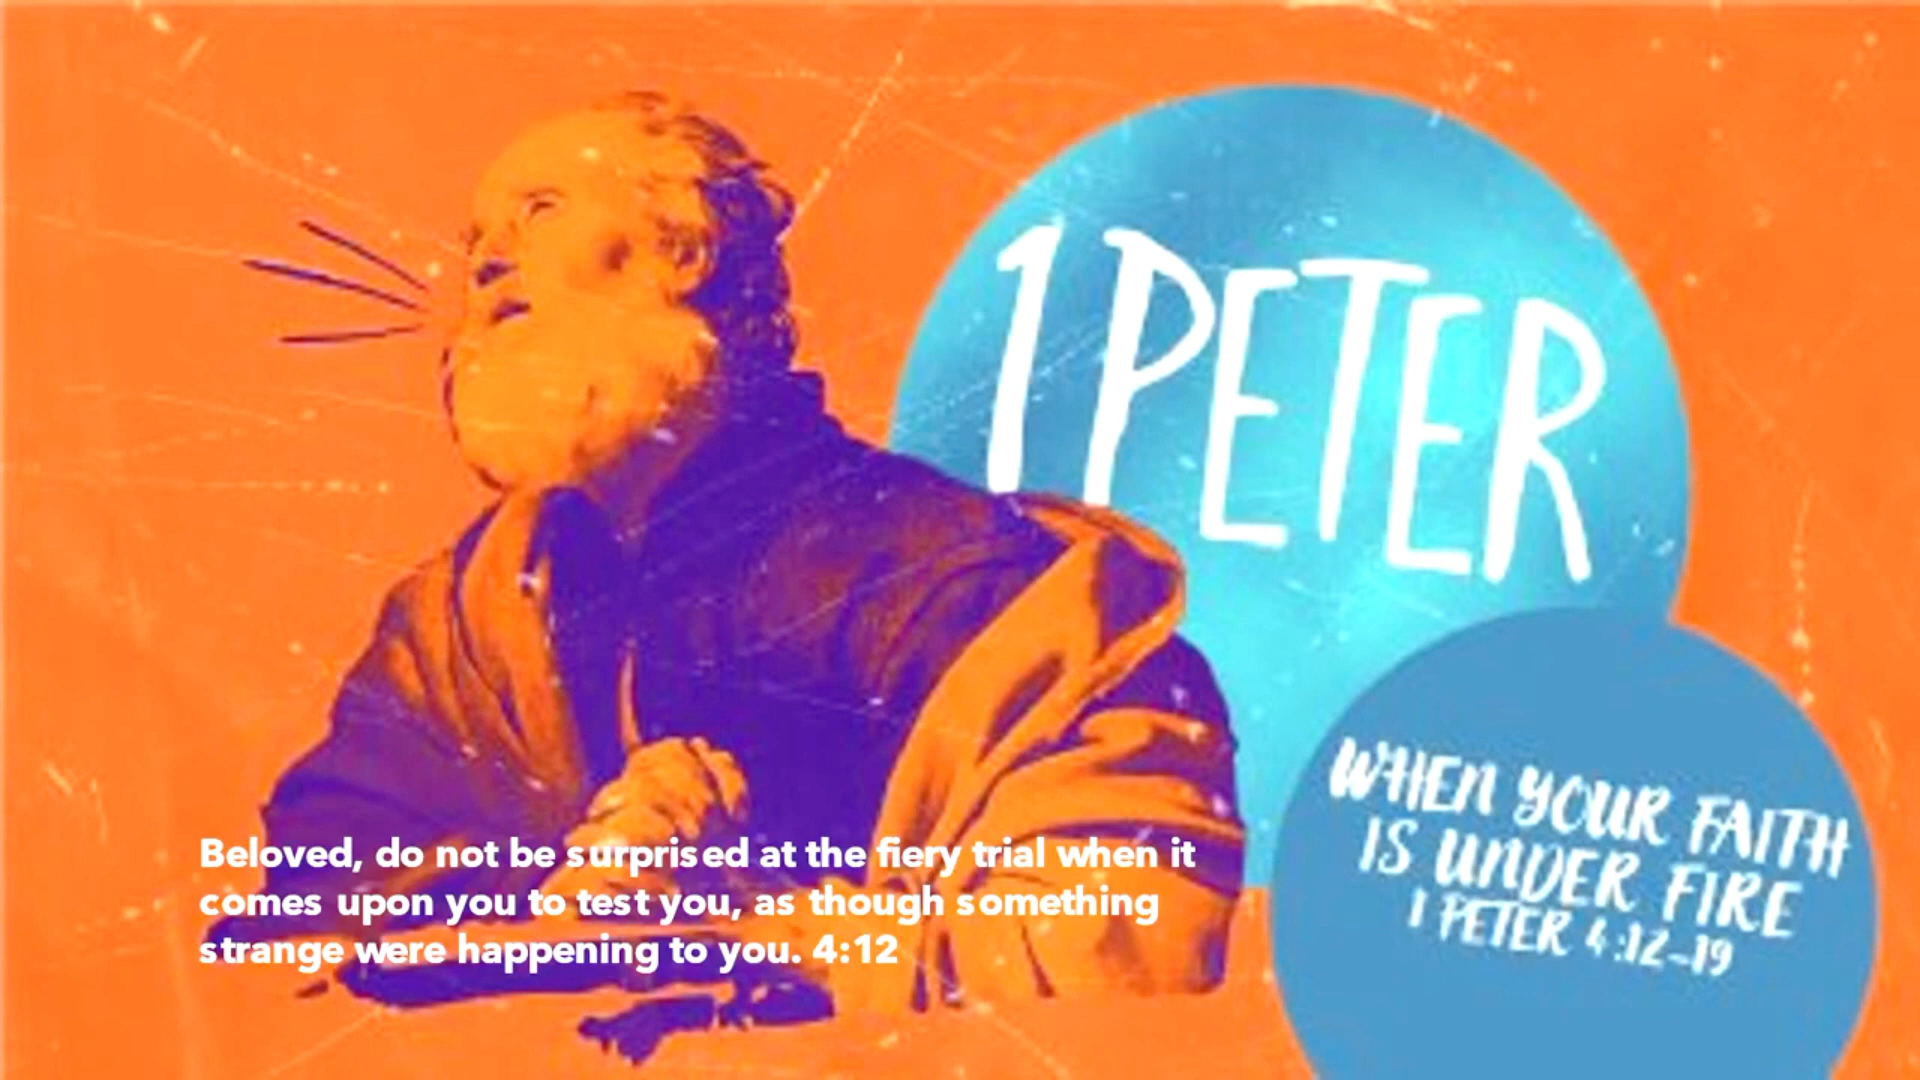 1 PETER
WHEN YOUR FAITH
IS UNDER FIRE
1 PETER 4:12-19
Beloved, do not be surprised at the fiery trial when it
comes upon you to test you, as though something
strange were happening to you. 4:12